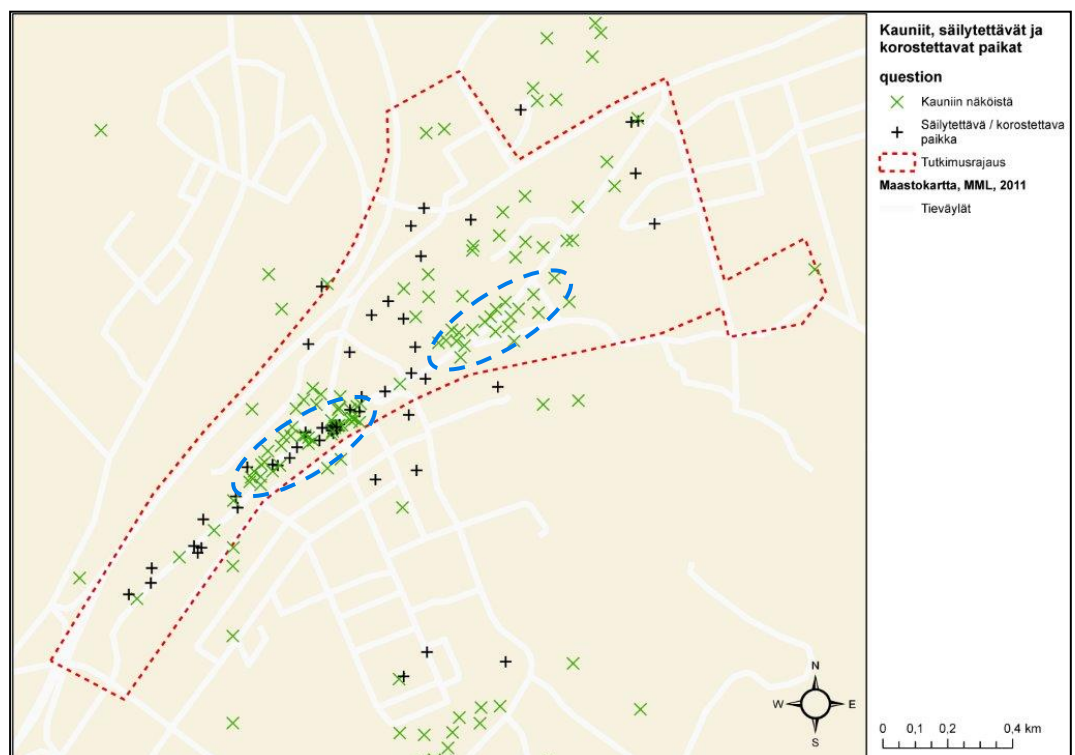 Kauniit, säilytettävät ja
korostettavat paikat
question
Kauniin näköistä
Säilytettävä / korostettava
paikka
Tutkimusrajaus
Maastokartta, MML, 2011
Tieväylät
N
W
E
S
0 0,1 0,2 0,4 km